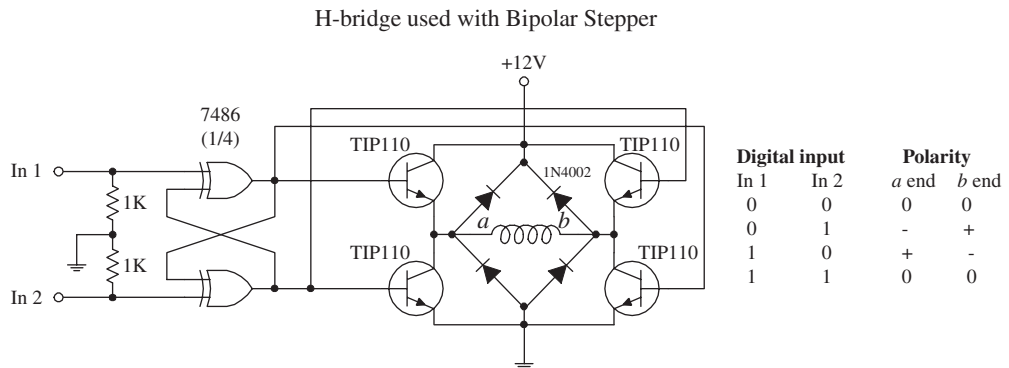 H-bridge used with Bipolar Stepper
+12V
7486
(1/4)
TIP110
TIP110
In 1
1K
1N4002
a
b
1K
TIP110
TIP110
In 2
Digital input Polarity
In 1 In 2 a end b end
0 0 0 0
0 1 - +
1 0 + -
1 1 0 0